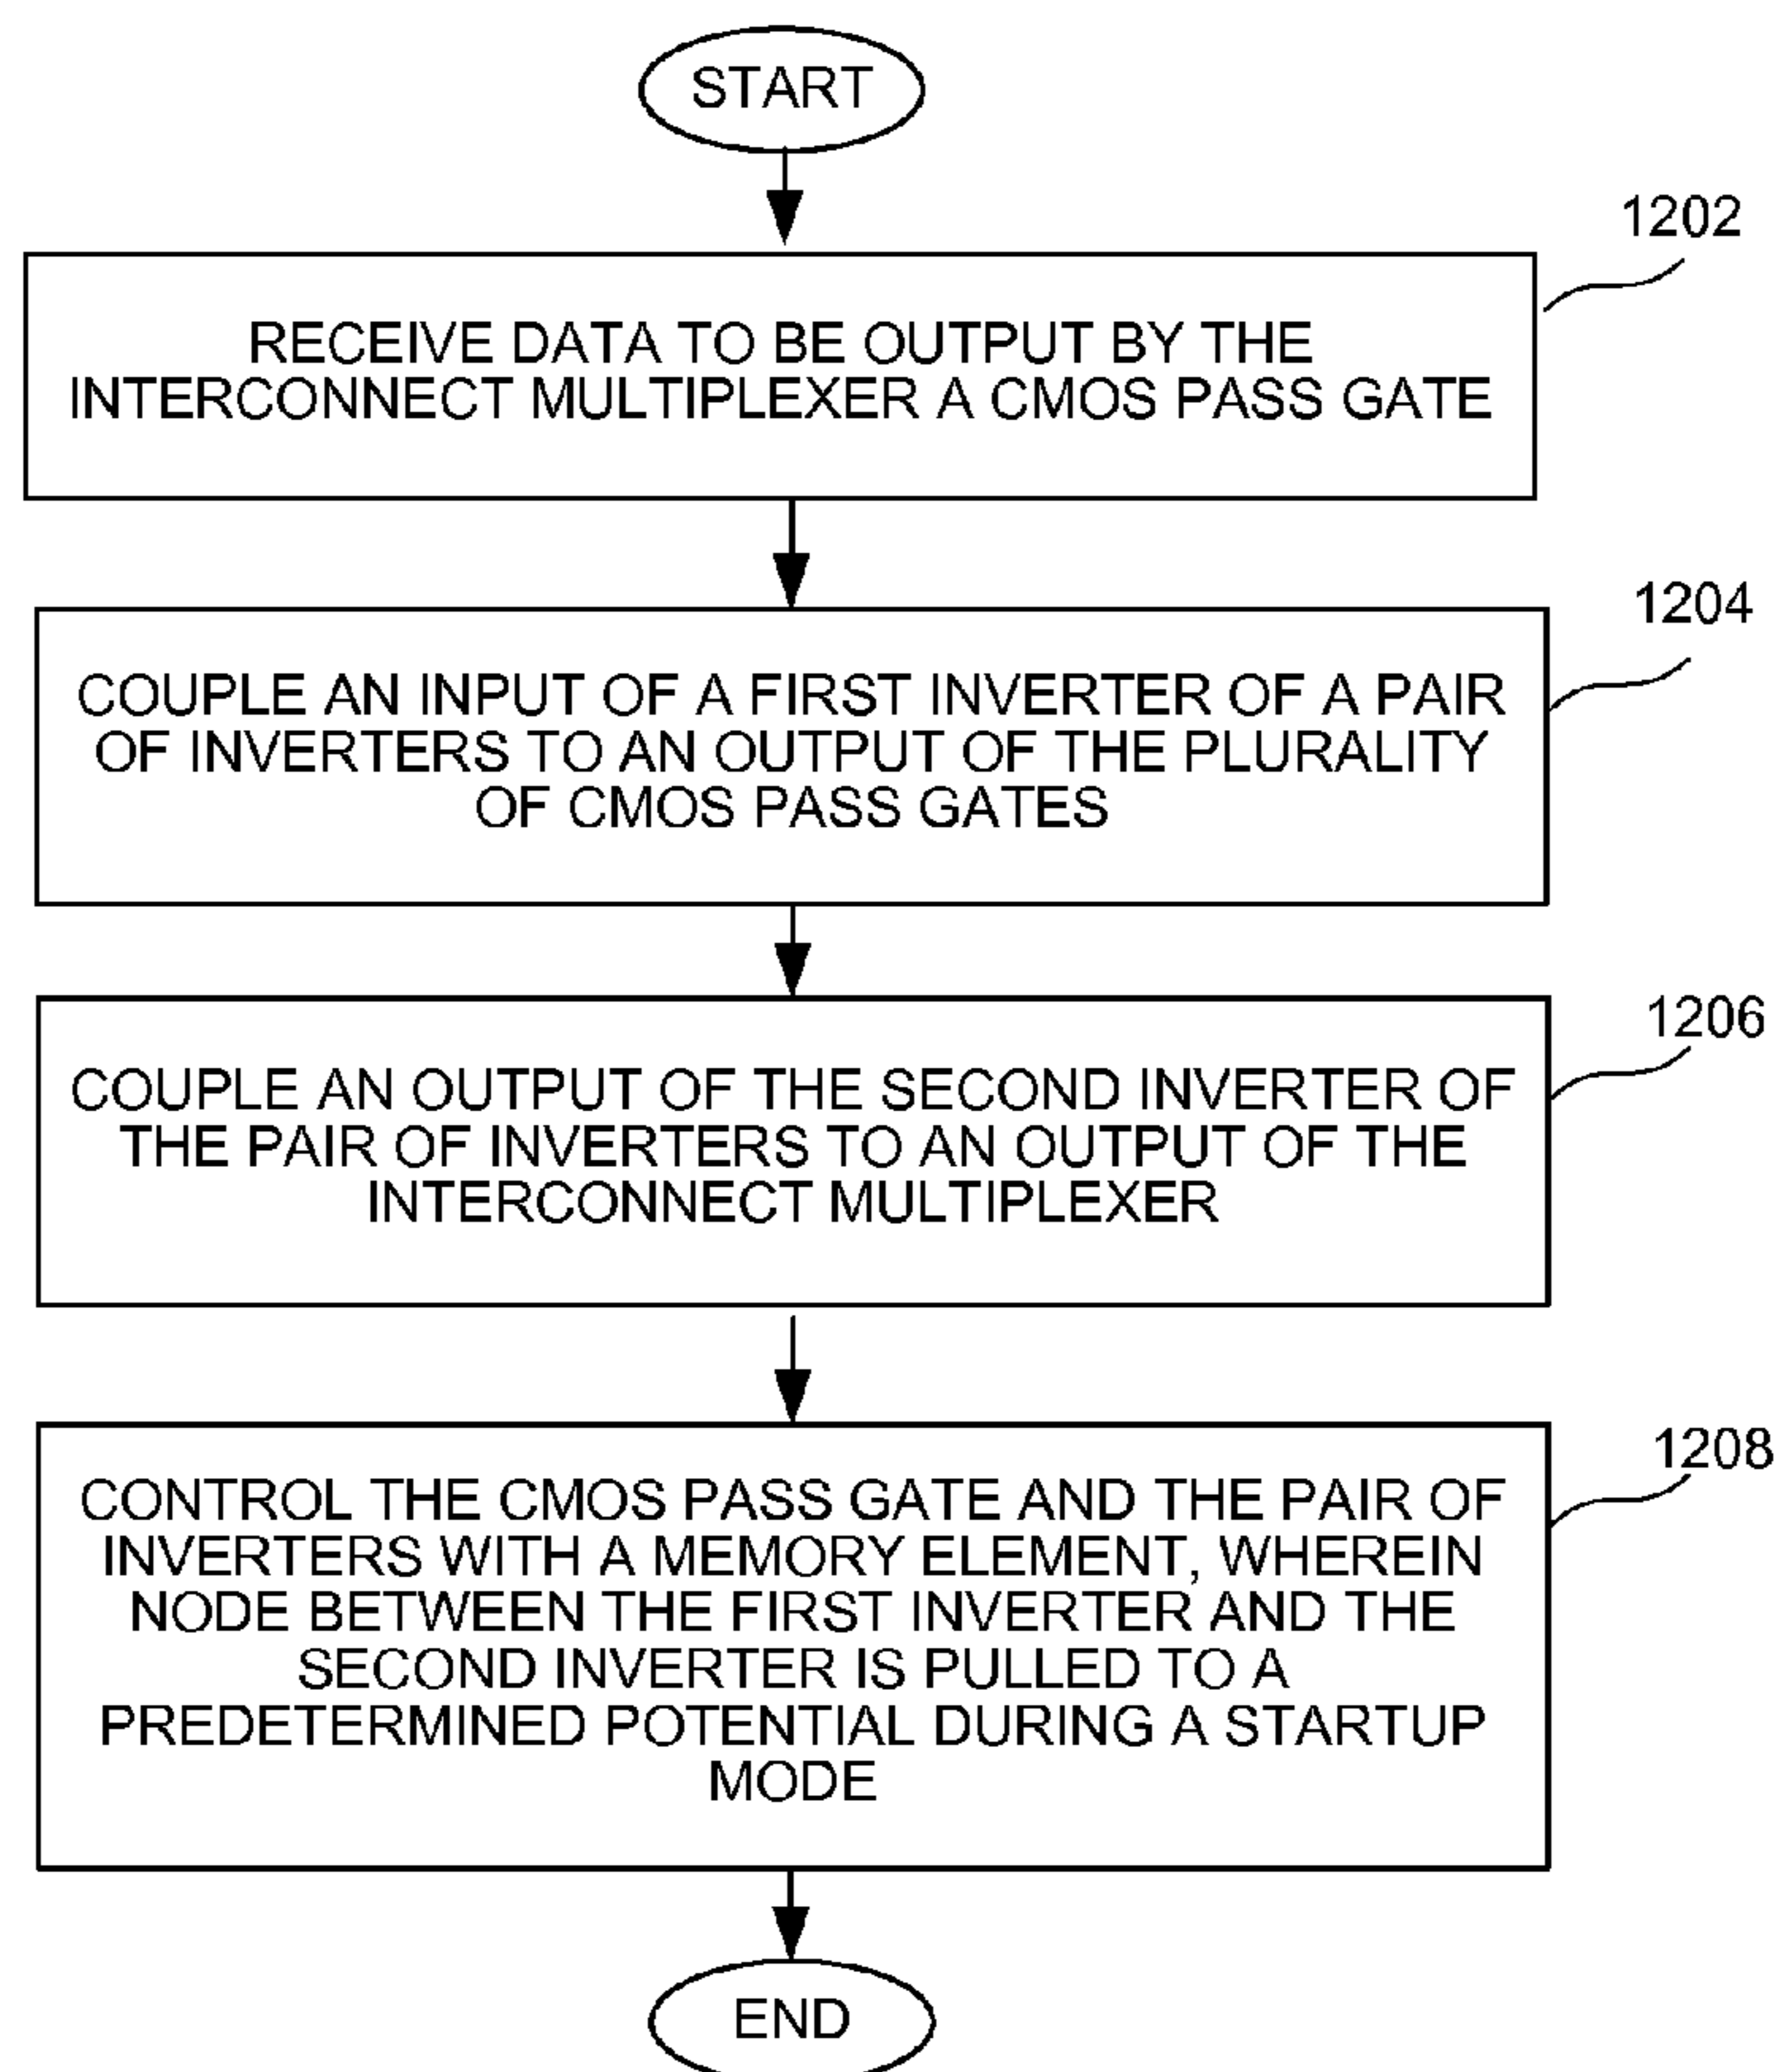 START
1202
RECEIVE DATA TO BE OUTPUT BY THE
INTERCONNECT MULTIPLEXER A CMOS PASS GATE
1204
COUPLE AN INPUT OF A FIRST INVERTER OF A PAIR
OF INVERTERS TO AN OUTPUT OF THE PLURALITY
OF CMOS PASS GATES
1206
COUPLE AN OUTPUT OF THE SECOND INVERTER OF
THE PAIR OF INVERTERS TO AN OUTPUT OF THE
INTERCONNECT MULTIPLEXER
1208
CONTROL THE CMOS PASS GATE AND THE PAIR OF
INVERTERS WITH A MEMORY ELEMENT, WHEREIN
NODE BETWEEN THE FIRST INVERTER AND THE
SECOND INVERTER IS PULLED TO A
PREDETERMINED POTENTIAL DURING A STARTUP
MODE
END